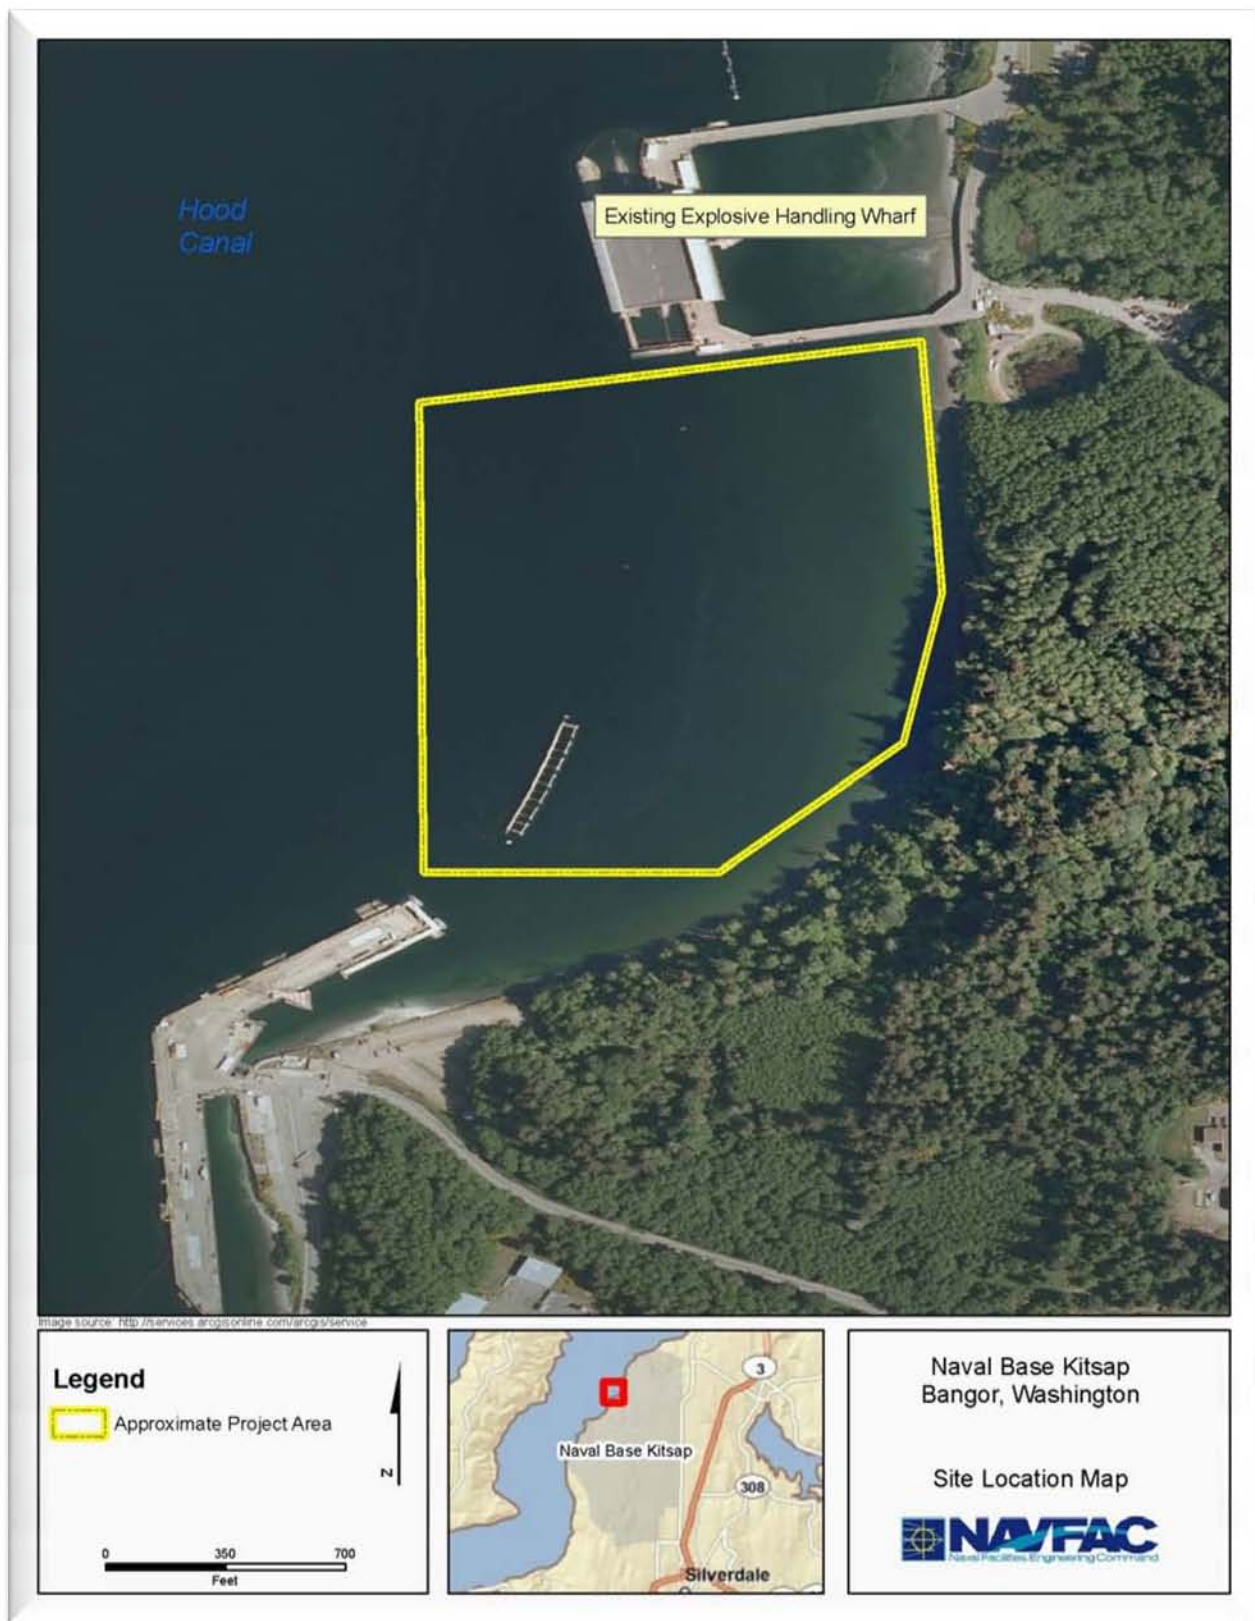 Hood
Canal
Existing Explosive Handling Wharf
Image source: http://services.arcgisonline.com/arcgis/service
Legend
Approximate Project Area
N
0 350 700
Feet
3
Naval Base Kitsap
308
Silverdale
Naval Base Kitsap
Bangor, Washington
Site Location Map
NAVFAC
Naval Facilities Engineering Command